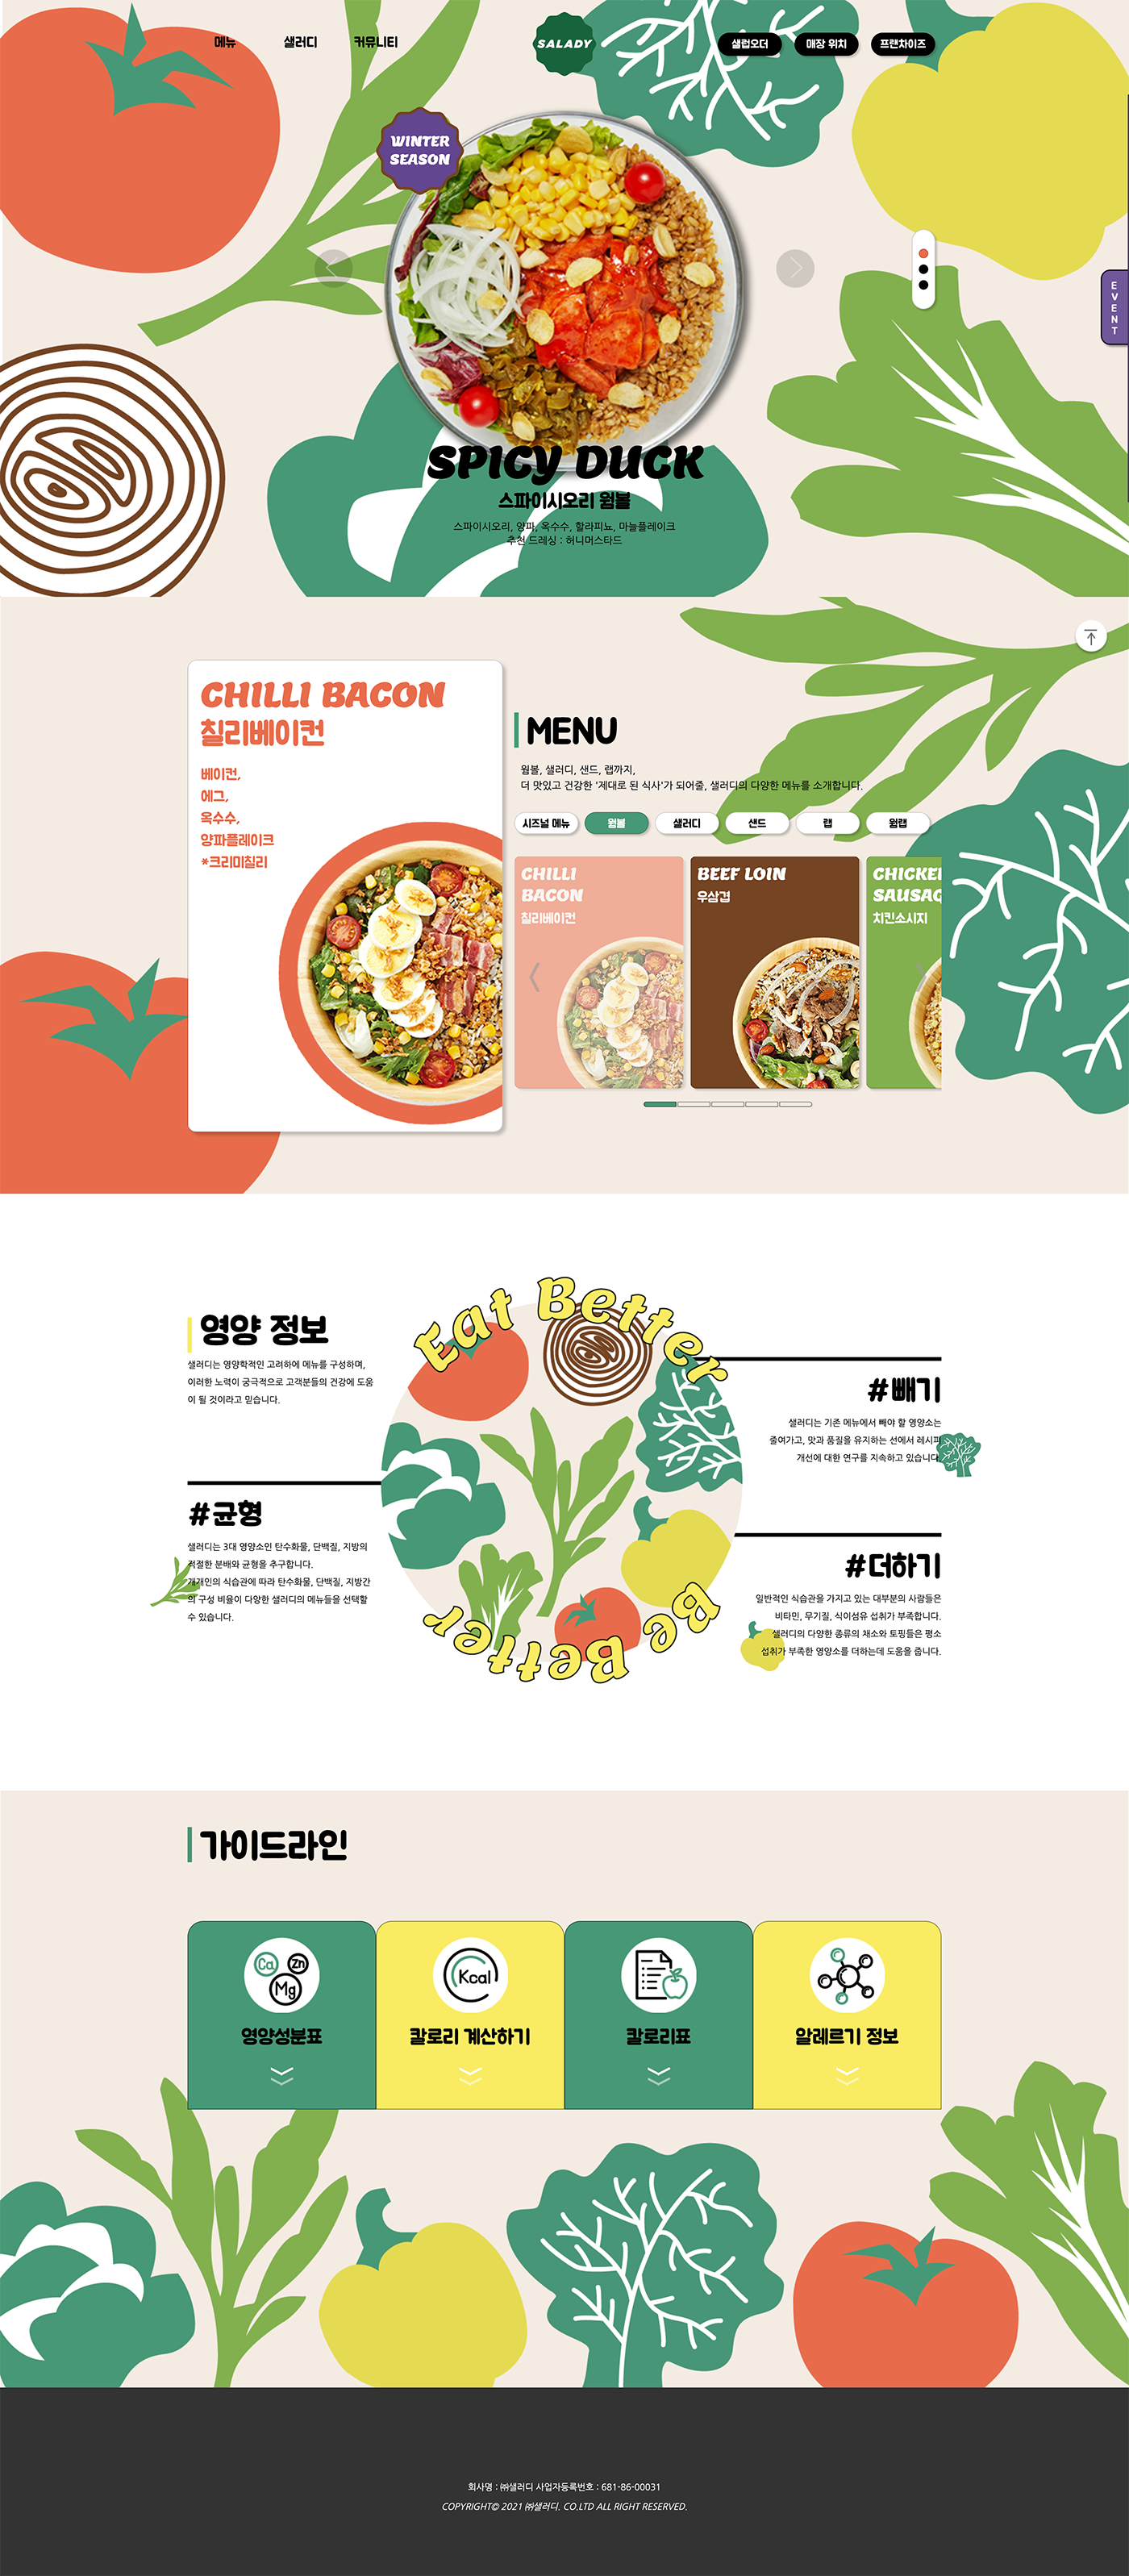 메뉴
샐러디
커뮤니티
SALADY
샐럽오더
매장 위치
프랜차이즈
WINTER
SEASON
EVENT
SPICY DUCK
스파이시오리 웜볼
스파이시오리, 양파, 옥수수, 할라피뇨, 마늘플레이크
추천 드레싱 : 허니머스타드
CHILLI BACON
칠리베이컨
베이컨,
에그,
옥수수,
양파플레이크
*크리미칠리
MENU
웜볼, 샐러디, 샌드, 랩까지,
더 맛있고 건강한 '제대로 된 식사'가 되어줄, 샐러디의 다양한 메뉴를 소개합니다.
시즈널 메뉴
웜볼
샐러디
샌드
랩
웜랩
CHILLI
BACON
칠리베이컨
BEEF LOIN
우삼겹
CHICKEN
SAUSAG
치킨소시지
Eat Better
Be Better
영양 정보
샐러디는 영양학적인 고려하에 메뉴를 구성하며,
이러한 노력이 궁극적으로 고객분들의 건강에 도움
이 될 것이라고 믿습니다.
#균형
샐러디는 3대 영양소인 탄수화물, 단백질, 지방의
적절한 분배와 균형을 추구합니다.
개개인의 식습관에 따라 탄수화물, 단백질, 지방간
의 구성 비율이 다양한 샐러디의 메뉴들을 선택할
수 있습니다.
#빼기
샐러디는 기존 메뉴에서 빼야 할 영양소는
줄여가고, 맛과 품질을 유지하는 선에서 레시피
개선에 대한 연구를 지속하고 있습니다.
#더하기
일반적인 식습관을 가지고 있는 대부분의 사람들은
비타민, 무기질, 식이섬유 섭취가 부족합니다.
샐러디의 다양한 종류의 채소와 토핑들은 평소
섭취가 부족한 영양소를 더하는데 도움을 줍니다.
가이드라인
Ca
Zn
Mg
영양성분표
Kcal
칼로리 계산하기
칼로리표
알레르기 정보
회사명 : ㈜샐러디 사업자등록번호 : 681-86-00031
COPYRIGHT© 2021 ㈜샐러디. CO.LTD ALL RIGHT RESERVED.